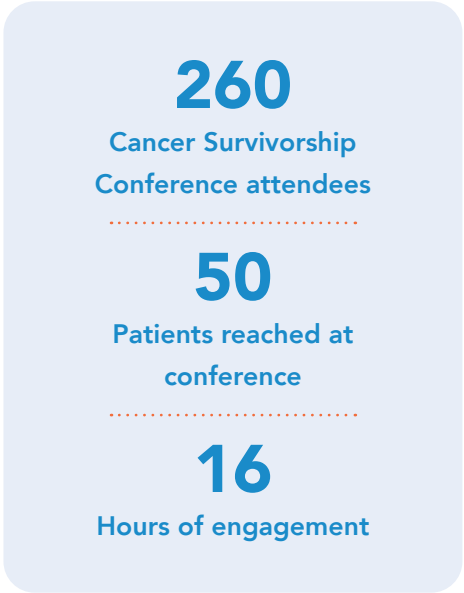 260
Cancer Survivorship
Conference attendees
50
Patients reached at
conference
16
Hours of engagement